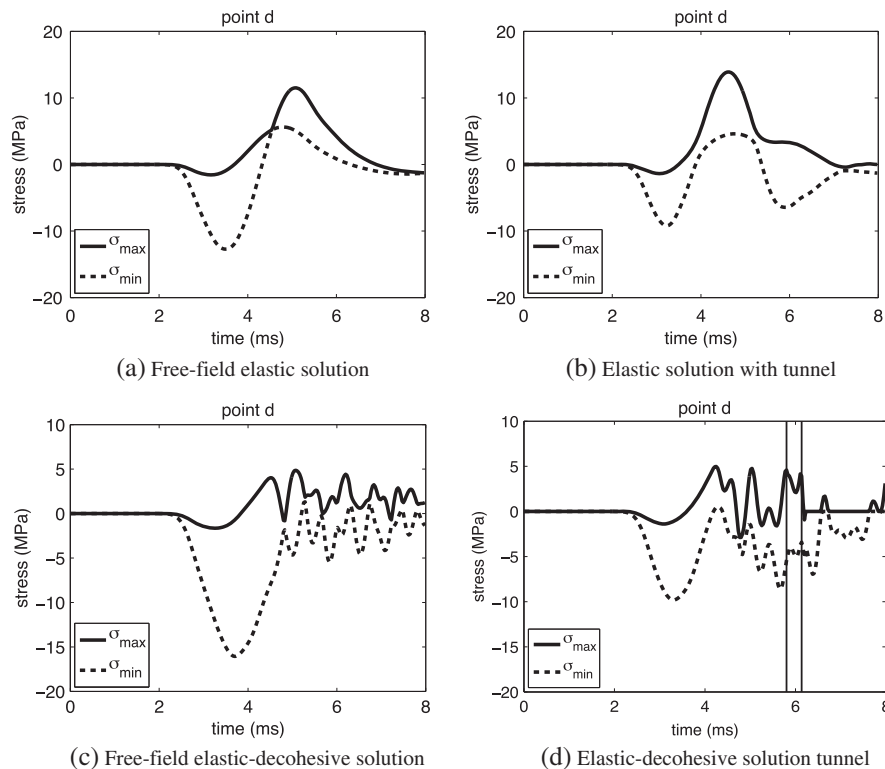 point d
20
10
0
−10
−20
stress (MPa)
σmax
σmin
0
2
4
6
8
time (ms)
(a) Free-field elastic solution
point d
20
10
0
−10
−20
stress (MPa)
σmax
σmin
0
2
4
6
8
time (ms)
(b) Elastic solution with tunnel
point d
10
5
0
−5
−10
−15
−20
stress (MPa)
σmax
σmin
0
2
4
6
8
time (ms)
(c) Free-field elastic-decohesive solution
point d
10
5
0
−5
−10
−15
−20
stress (MPa)
σmax
σmin
0
2
4
6
8
time (ms)
(d) Elastic-decohesive solution tunnel